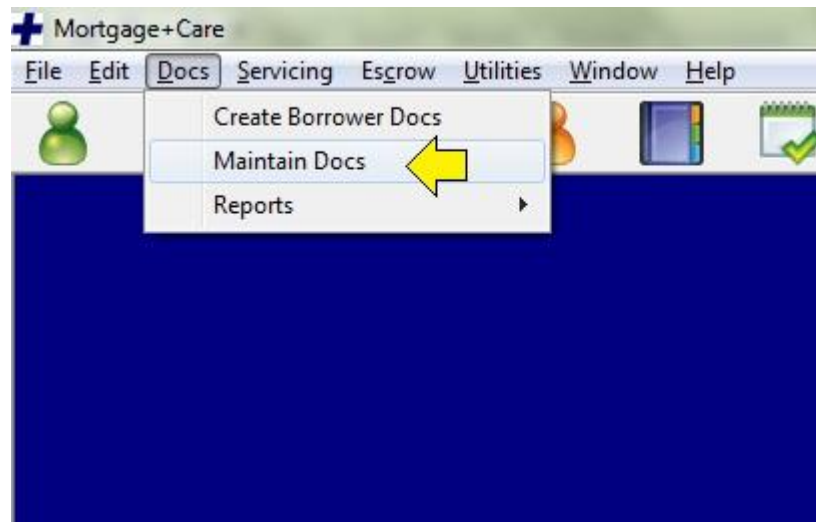 Mortgage+Care
File Edit Docs Servicing Escrow Utilities Window Help
Create Borrower Docs
Maintain Docs
Reports